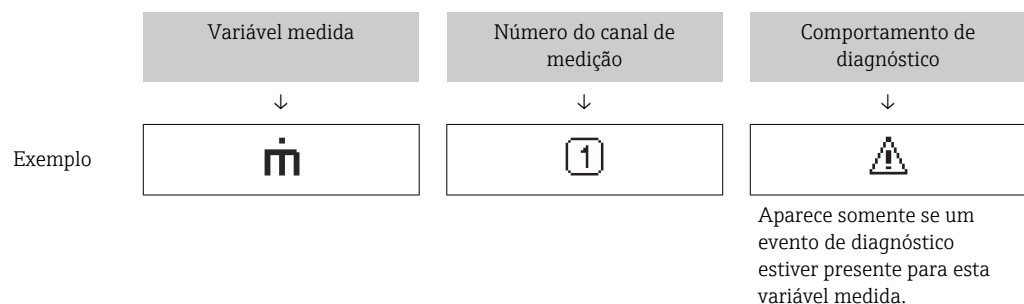 Variável medida
Número do canal de
medição
Comportamento de
diagnóstico
↓ ↓ ↓
Exemplo
ṁ
1
Aparece somente se um
evento de diagnóstico
estiver presente para esta
variável medida.